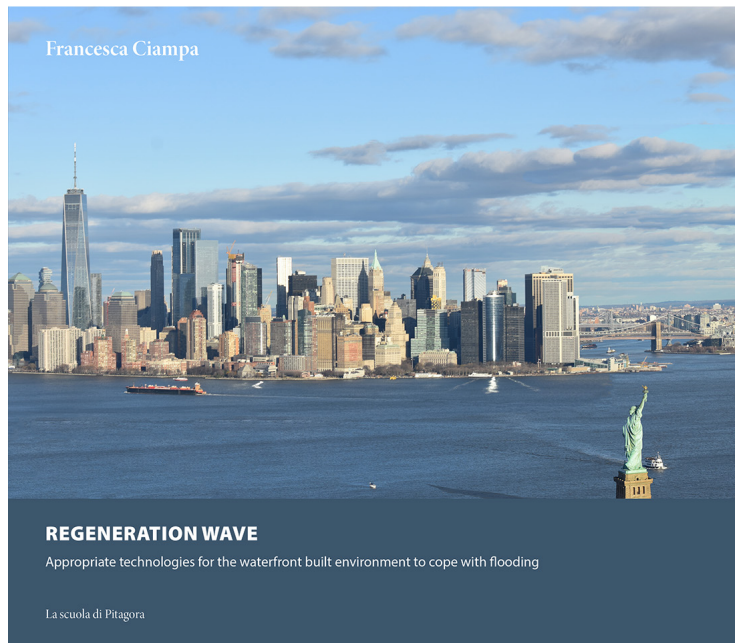 Francesca Ciampa
REGENERATION WAVE
Appropriate technologies for the waterfront built environment to cope with flooding
La scuola di Pitagora